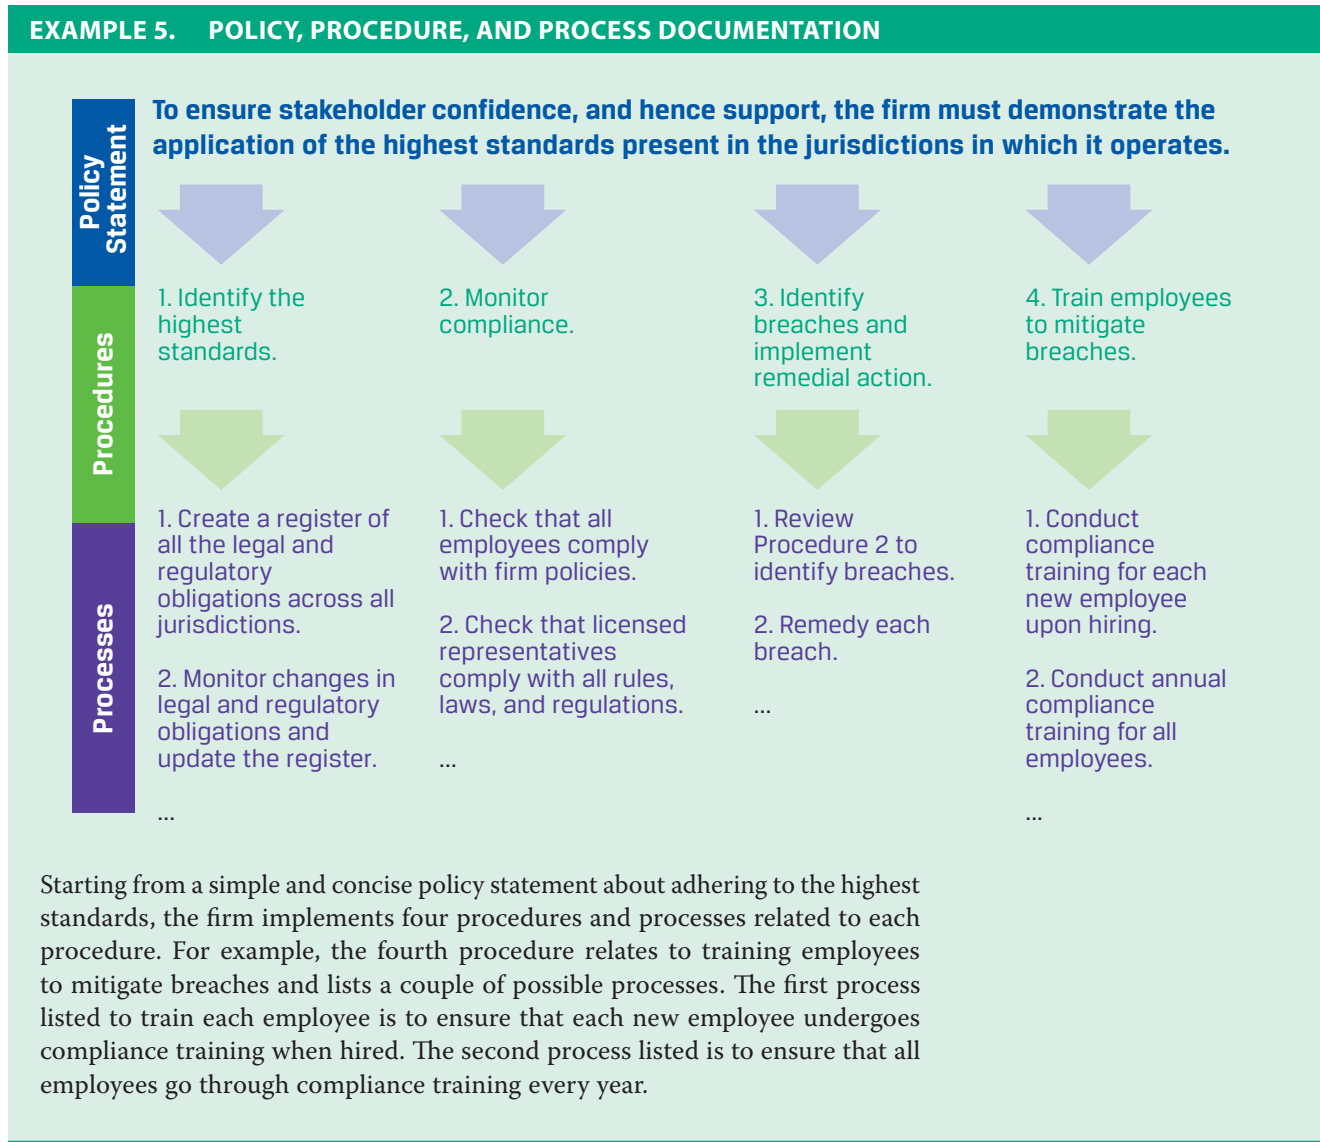 EXAMPLE 5. POLICY, PROCEDURE, AND PROCESS DOCUMENTATION
Policy
Statement
To ensure stakeholder confidence, and hence support, the firm must demonstrate the
application of the highest standards present in the jurisdictions in which it operates.
Procedures
1. Identify the
highest
standards.
2. Monitor
compliance.
3. Identify
breaches and
implement
remedial action.
4. Train employees
to mitigate
breaches.
Processes
1. Create a register of
all the legal and
regulatory
obligations across all
jurisdictions.
2. Monitor changes in
legal and regulatory
obligations and
update the register.
...
1. Check that all
employees comply
with firm policies.
2. Check that licensed
representatives
comply with all rules,
laws, and regulations.
...
1. Review
Procedure 2 to
identify breaches.
2. Remedy each
breach.
...
1. Conduct
compliance
training for each
new employee
upon hiring.
2. Conduct annual
compliance
training for all
employees.
...
Starting from a simple and concise policy statement about adhering to the highest
standards, the firm implements four procedures and processes related to each
procedure. For example, the fourth procedure relates to training employees
to mitigate breaches and lists a couple of possible processes. The first process
listed to train each employee is to ensure that each new employee undergoes
compliance training when hired. The second process listed is to ensure that all
employees go through compliance training every year.